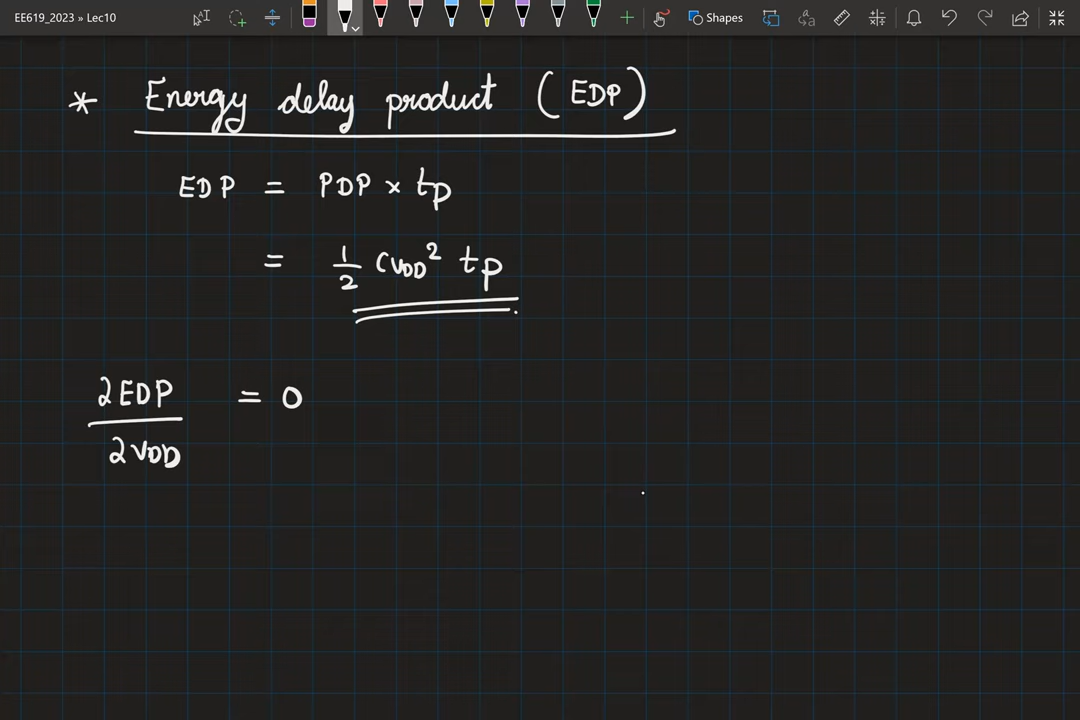 EE619_2023 » Lec10
Shapes
* Energy delay product (EDP)
EDP = PDP × tp
= 1/2 CVDD² tp
∂EDP / ∂VDD = 0